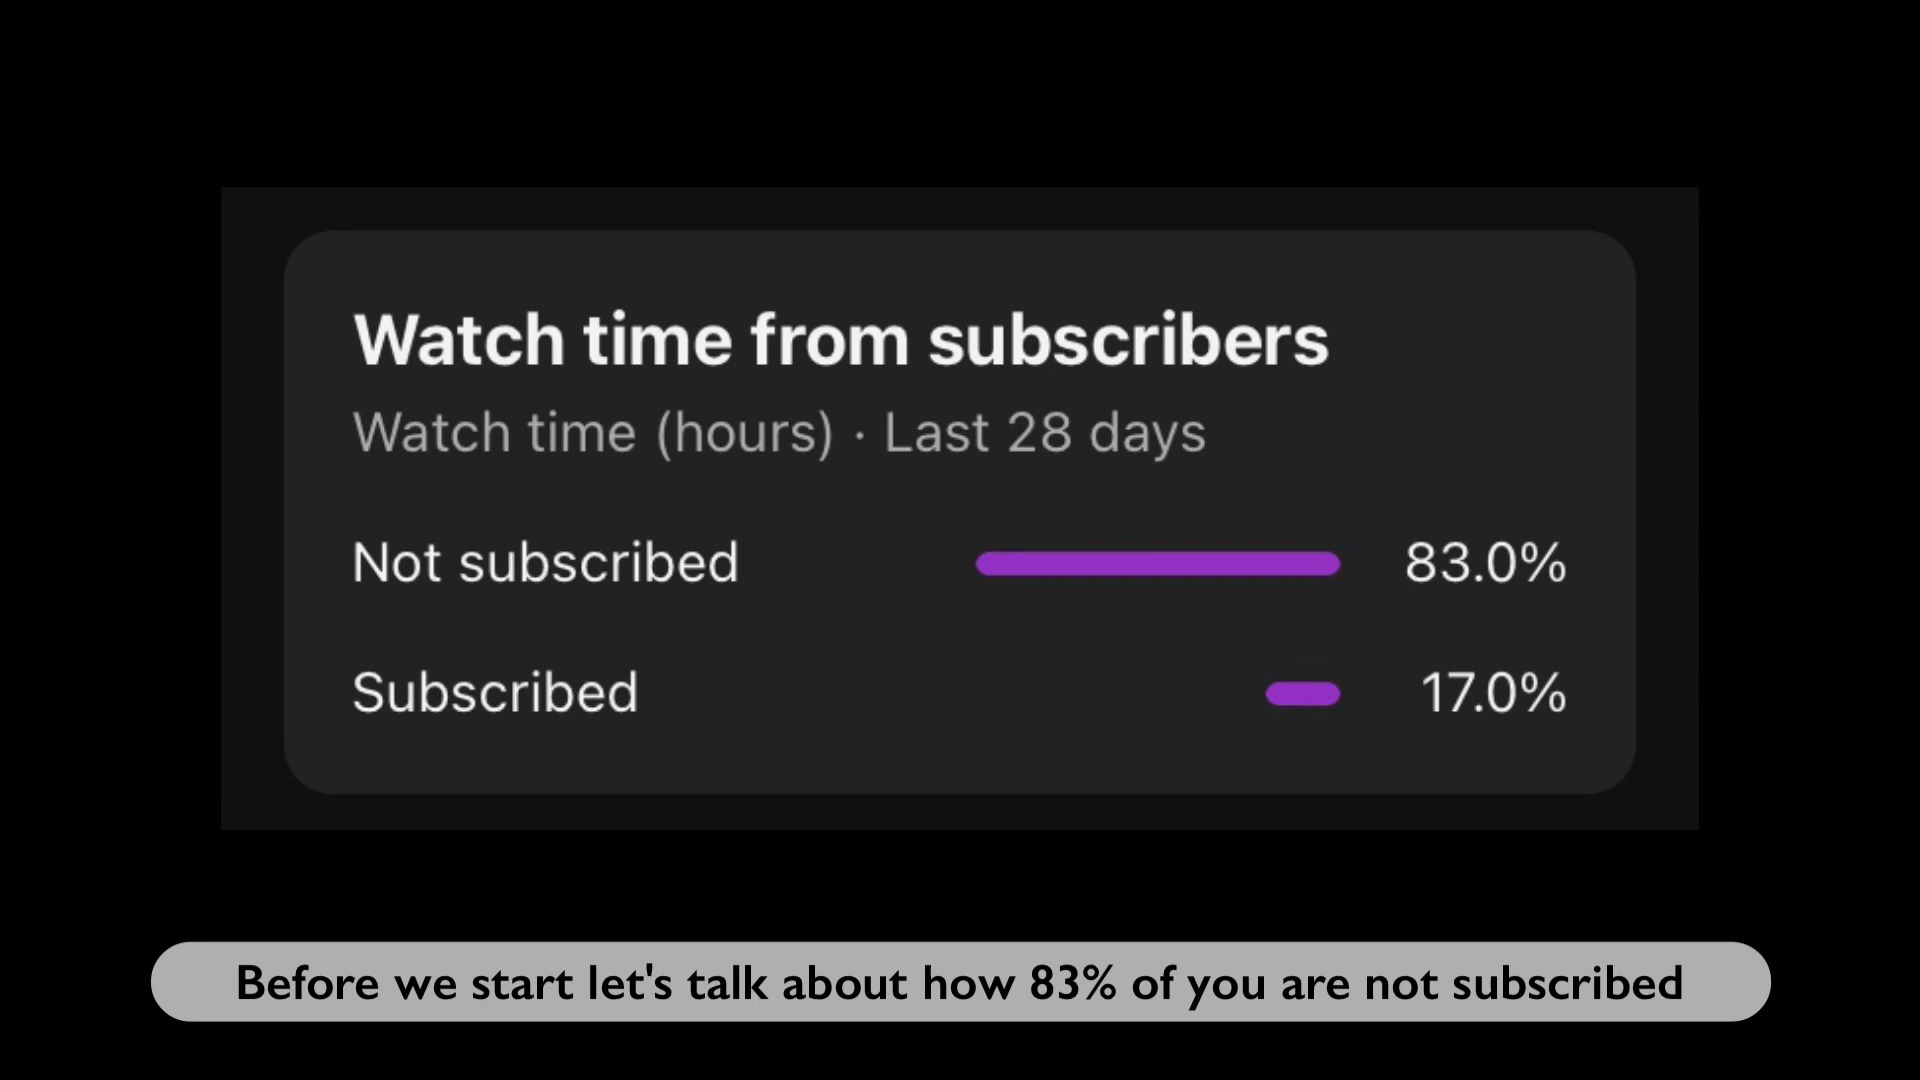 Watch time from subscribers
Watch time (hours) · Last 28 days
Not subscribed 83.0%
Subscribed 17.0%
Before we start let's talk about how 83% of you are not subscribed